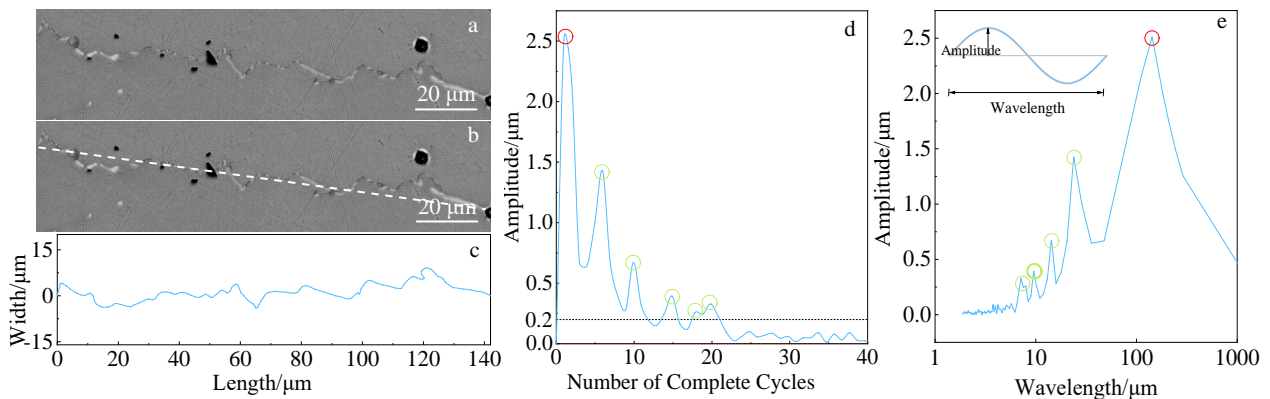 a
20 μm
b
20 μm
c
Width/μm
15
0
-15
0 20 40 60 80 100 120 140
Length/μm
d
Amplitude/μm
2.5
2.0
1.5
1.0
0.5
0.2
0.0
0 10 20 30 40
Number of Complete Cycles
e
Amplitude
Wavelength
Amplitude/μm
2.5
2.0
1.5
1.0
0.5
0.0
1 10 100 1000
Wavelength/μm